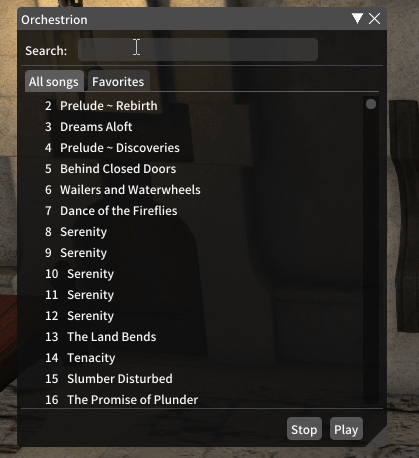 Orchestrion
Search:
All songs Favorites
2 Prelude ~ Rebirth
3 Dreams Aloft
4 Prelude ~ Discoveries
5 Behind Closed Doors
6 Wailers and Waterwheels
7 Dance of the Fireflies
8 Serenity
9 Serenity
10 Serenity
11 Serenity
12 Serenity
13 The Land Bends
14 Tenacity
15 Slumber Disturbed
16 The Promise of Plunder
Stop Play